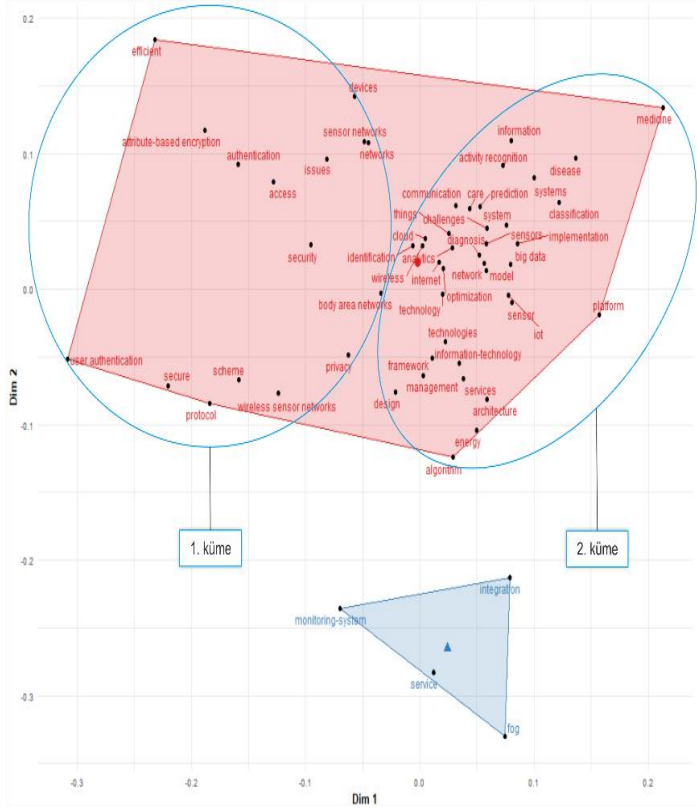 0.2
efficient
devices
medicine
attribute-based encryption
sensor networks
information
networks
authentication
issues
activity recognition
disease
0.1
access
systems
communication
care
prediction
classification
things
challenges
system
cloud
security
diagnosis
sensors
implementation
identification
analytics
big data
wireless
internet
network
model
0.0
body area networks
optimization
technology
sensor
platform
iot
technologies
user authentication
privacy
framework
information-technology
secure
scheme
management
services
wireless sensor networks
design
architecture
protocol
Dim 2
-0.1
energy
algorithm
1. küme
2. küme
-0.2
integration
monitoring-system
service
-0.3
fog
-0.3
-0.2
-0.1
0.0
0.1
0.2
Dim 1